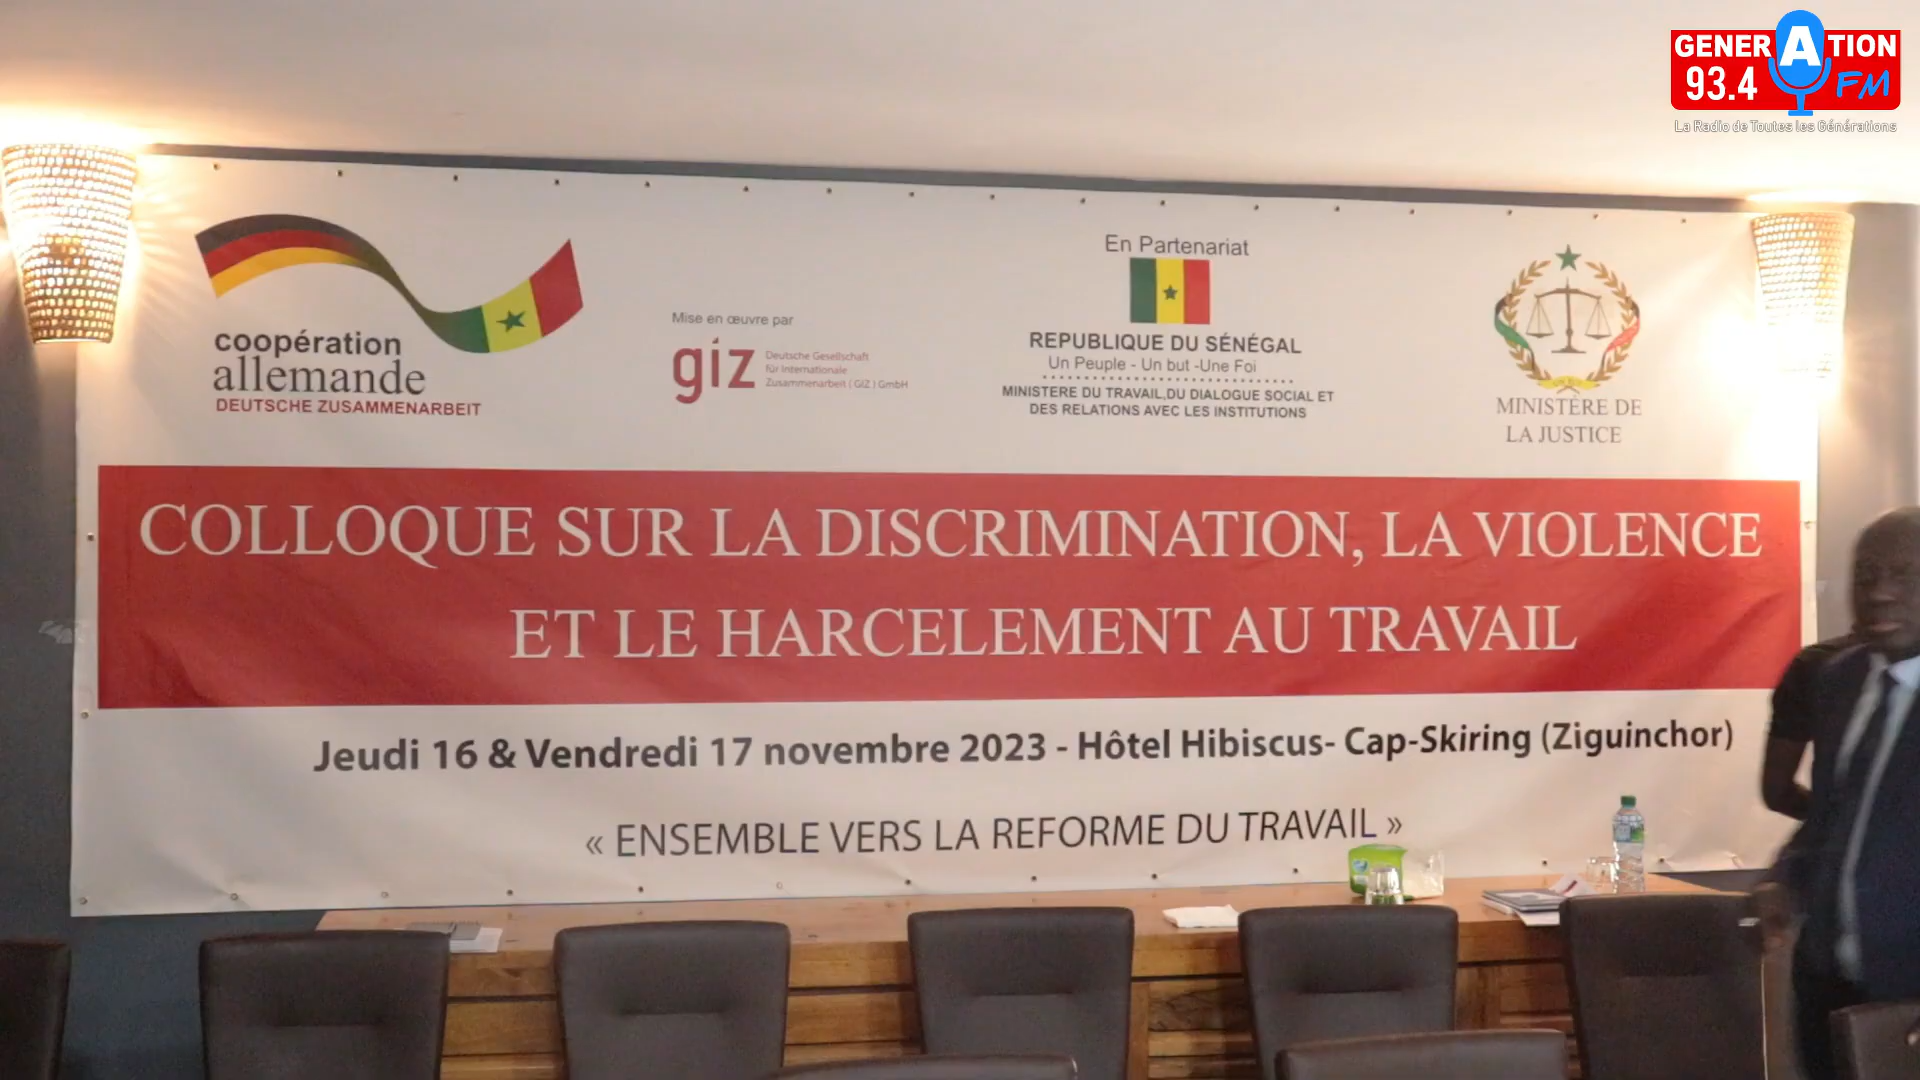 GENERATION
93.4 FM
La Radio de Toutes les Générations
coopération
allemande
DEUTSCHE ZUSAMMENARBEIT
Mise en œuvre par
giz
Deutsche Gesellschaft
für Internationale
Zusammenarbeit ( GIZ ) GmbH
En Partenariat
REPUBLIQUE DU SÉNÉGAL
Un Peuple - Un but -Une Foi
MINISTERE DU TRAVAIL,DU DIALOGUE SOCIAL ET
DES RELATIONS AVEC LES INSTITUTIONS
MINISTÈRE DE
LA JUSTICE
COLLOQUE SUR LA DISCRIMINATION, LA VIOLENCE
ET LE HARCELEMENT AU TRAVAIL
Jeudi 16 & Vendredi 17 novembre 2023 - Hôtel Hibiscus- Cap-Skiring (Ziguinchor)
« ENSEMBLE VERS LA REFORME DU TRAVAIL »